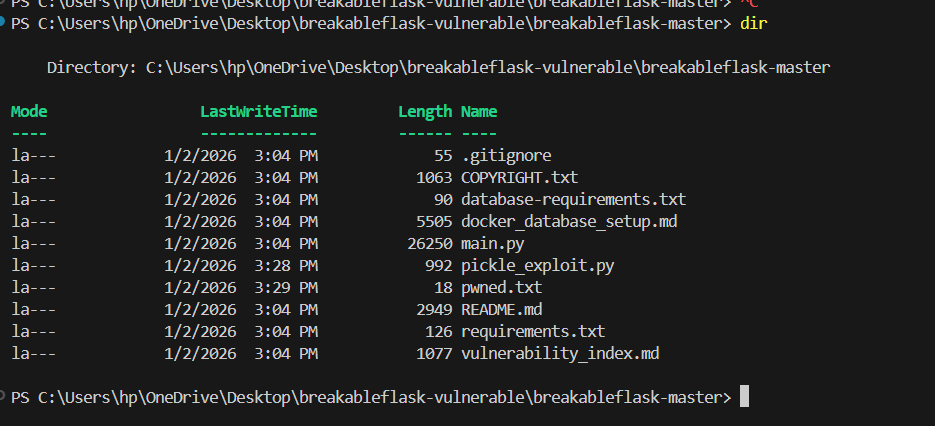 PS C:\Users\hp\OneDrive\Desktop\breakableflask-vulnerable\breakableflask-master> ^C
PS C:\Users\hp\OneDrive\Desktop\breakableflask-vulnerable\breakableflask-master> dir
Directory: C:\Users\hp\OneDrive\Desktop\breakableflask-vulnerable\breakableflask-master
Mode                 LastWriteTime         Length Name
----                 -------------         ------ ----
la---            1/2/2026  3:04 PM             55 .gitignore
la---            1/2/2026  3:04 PM           1063 COPYRIGHT.txt
la---            1/2/2026  3:04 PM             90 database-requirements.txt
la---            1/2/2026  3:04 PM           5505 docker_database_setup.md
la---            1/2/2026  3:04 PM          26250 main.py
la---            1/2/2026  3:28 PM            992 pickle_exploit.py
la---            1/2/2026  3:29 PM             18 pwned.txt
la---            1/2/2026  3:04 PM           2949 README.md
la---            1/2/2026  3:04 PM            126 requirements.txt
la---            1/2/2026  3:04 PM           1077 vulnerability_index.md
PS C:\Users\hp\OneDrive\Desktop\breakableflask-vulnerable\breakableflask-master>